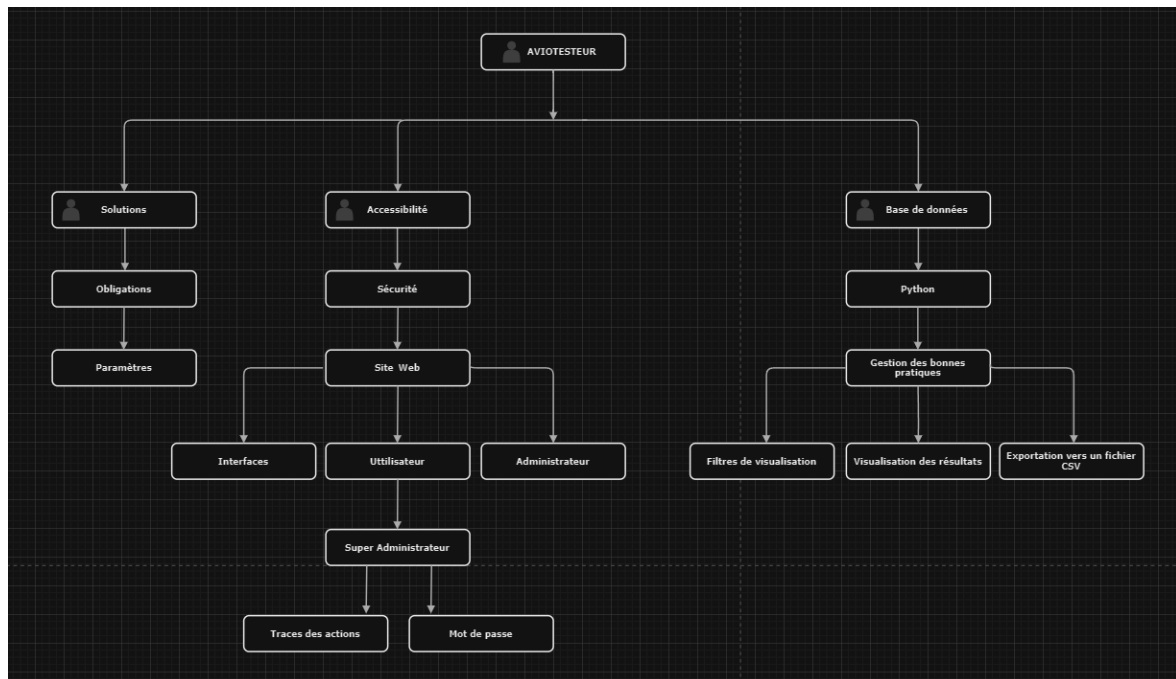 AVIOTESTEUR
Solutions
Accessibilité
Base de données
Obligations
Sécurité
Python
Paramètres
Site Web
Gestion des bonnes
pratiques
Interfaces
Uttilisateur
Administrateur
Filtres de visualisation
Visualisation des résultats
Exportation vers un fichier
CSV
Super Administrateur
Traces des actions
Mot de passe